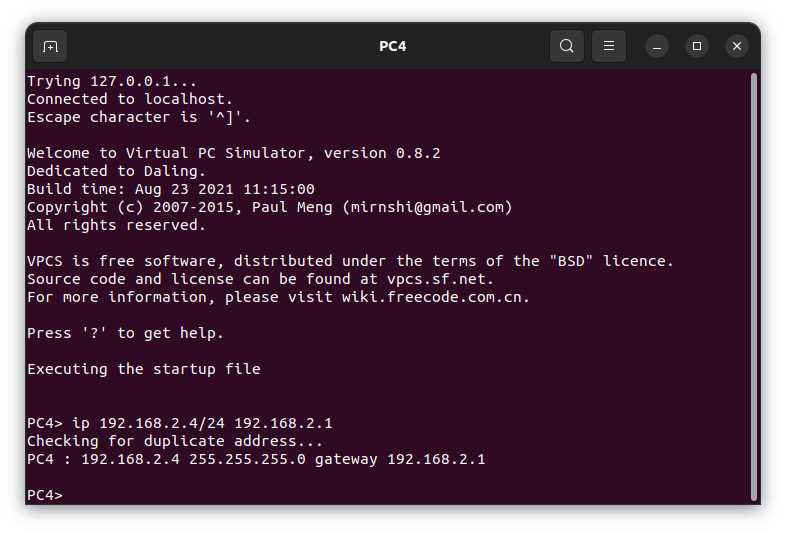 PC4
Trying 127.0.0.1...
Connected to localhost.
Escape character is '^]'.
Welcome to Virtual PC Simulator, version 0.8.2
Dedicated to Daling.
Build time: Aug 23 2021 11:15:00
Copyright (c) 2007-2015, Paul Meng (mirnshi@gmail.com)
All rights reserved.
VPCS is free software, distributed under the terms of the "BSD" licence.
Source code and license can be found at vpcs.sf.net.
For more information, please visit wiki.freecode.com.cn.
Press '?' to get help.
Executing the startup file
PC4> ip 192.168.2.4/24 192.168.2.1
Checking for duplicate address...
PC4 : 192.168.2.4 255.255.255.0 gateway 192.168.2.1
PC4>